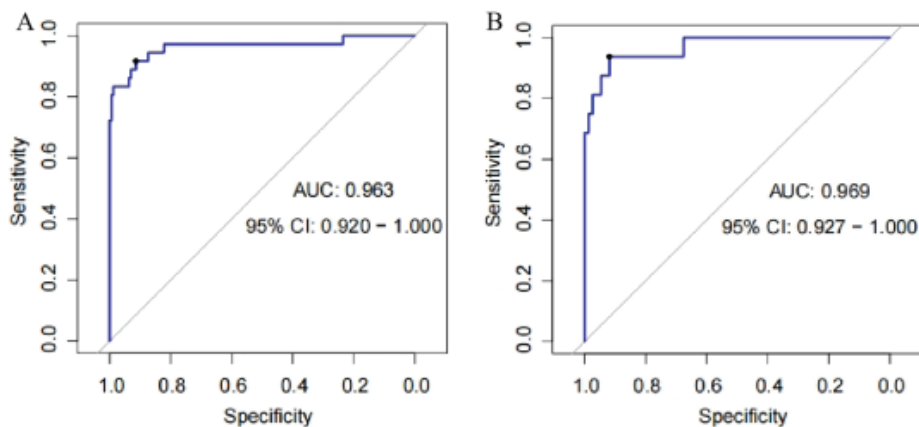 A
1.0
0.8
0.6
0.4
0.2
0.0
Sensitivity
AUC: 0.963
95% CI: 0.920 − 1.000
1.0 0.8 0.6 0.4 0.2 0.0
Specificity
B
1.0
0.8
0.6
0.4
0.2
0.0
Sensitivity
AUC: 0.969
95% CI: 0.927 − 1.000
1.0 0.8 0.6 0.4 0.2 0.0
Specificity